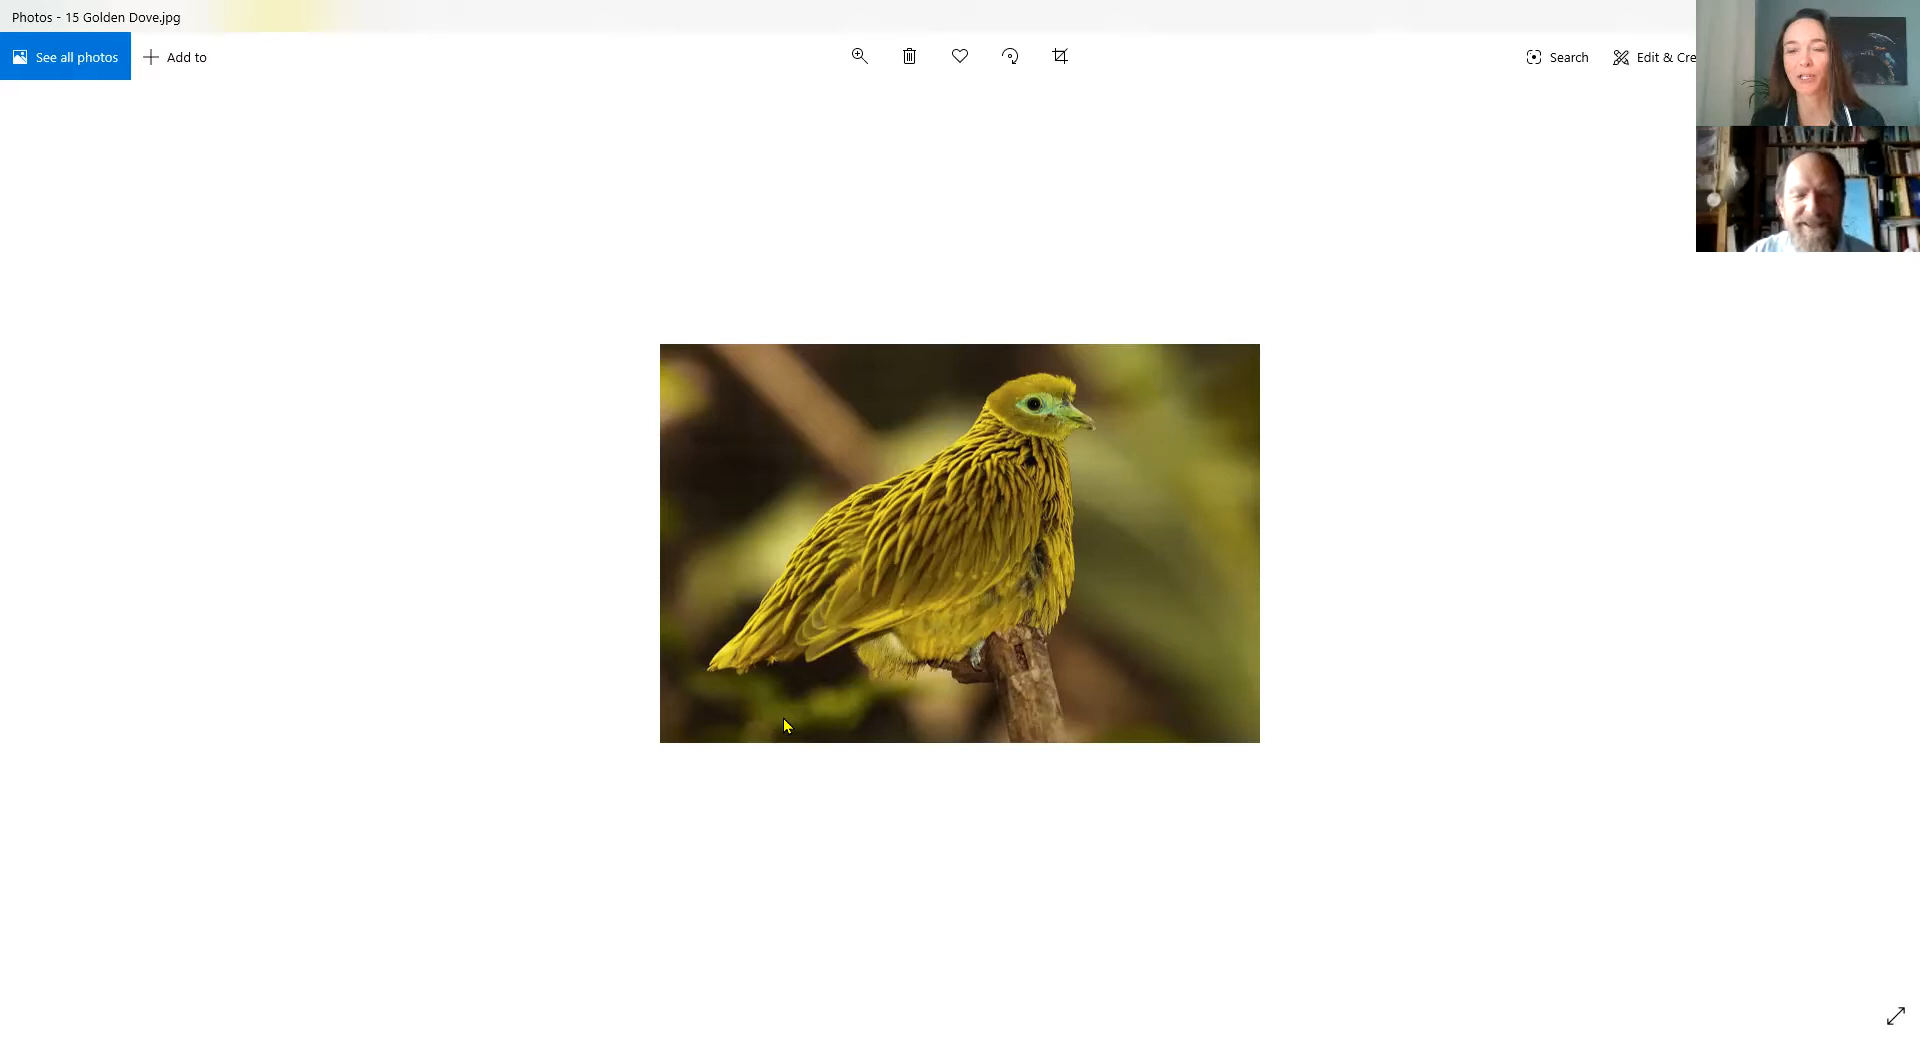 Photos - 15 Golden Dove.jpg
See all photos
Add to
Search
Edit & Cre